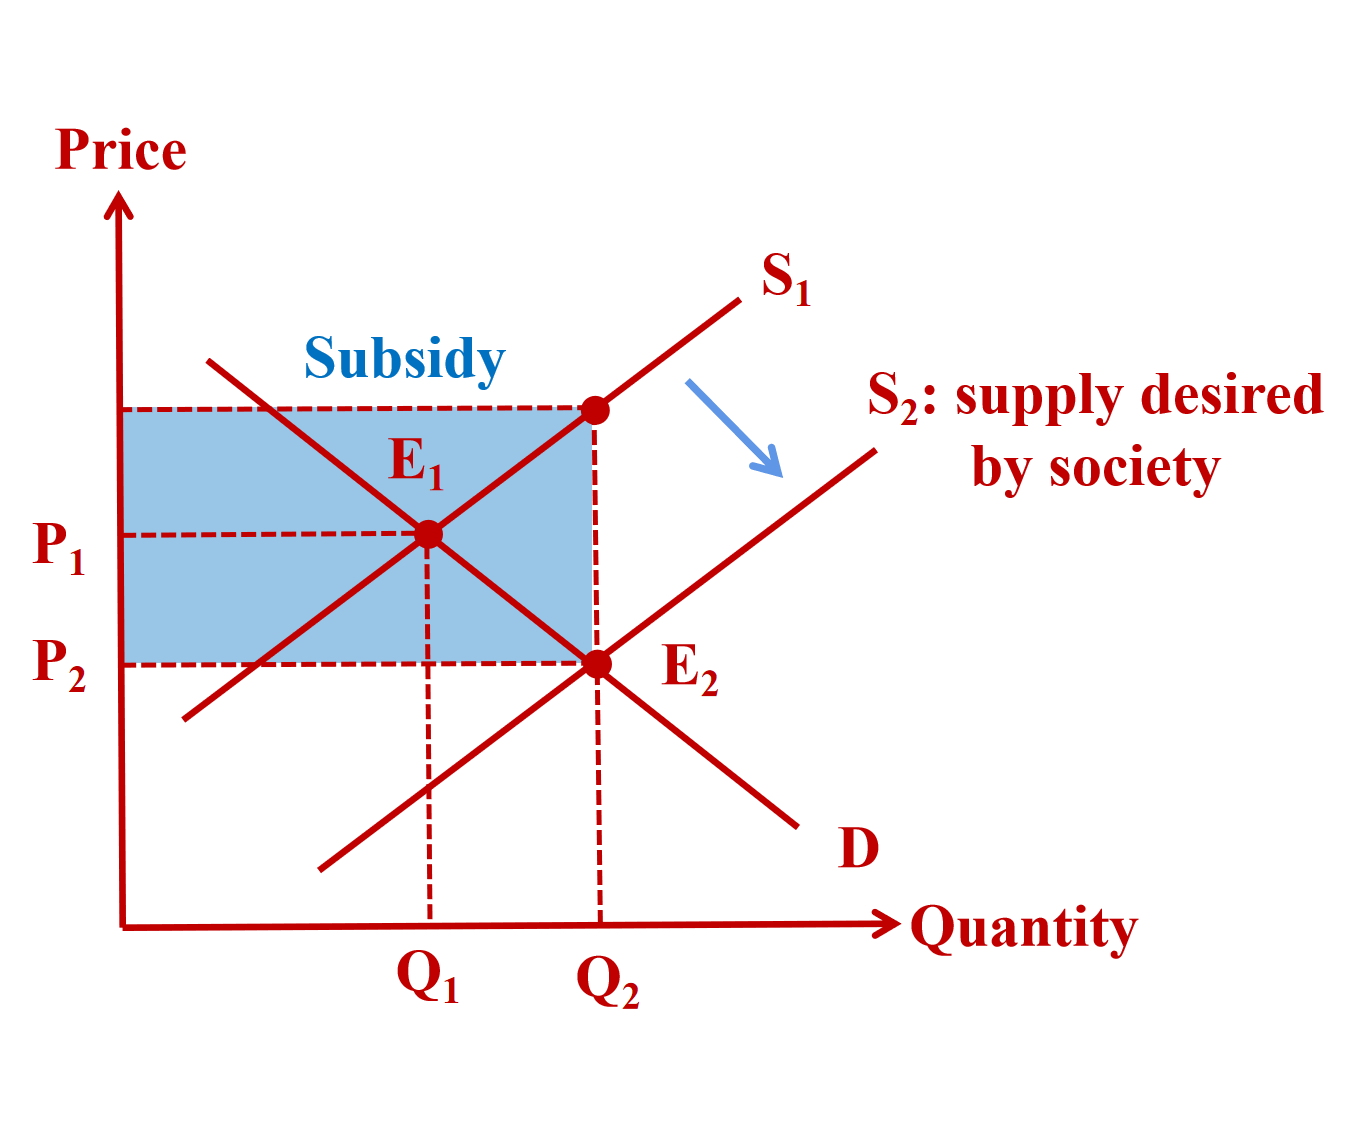 Price
S₁
Subsidy
S₂: supply desired
by society
E₁
P₁
P₂
E₂
D
Quantity
Q₁
Q₂